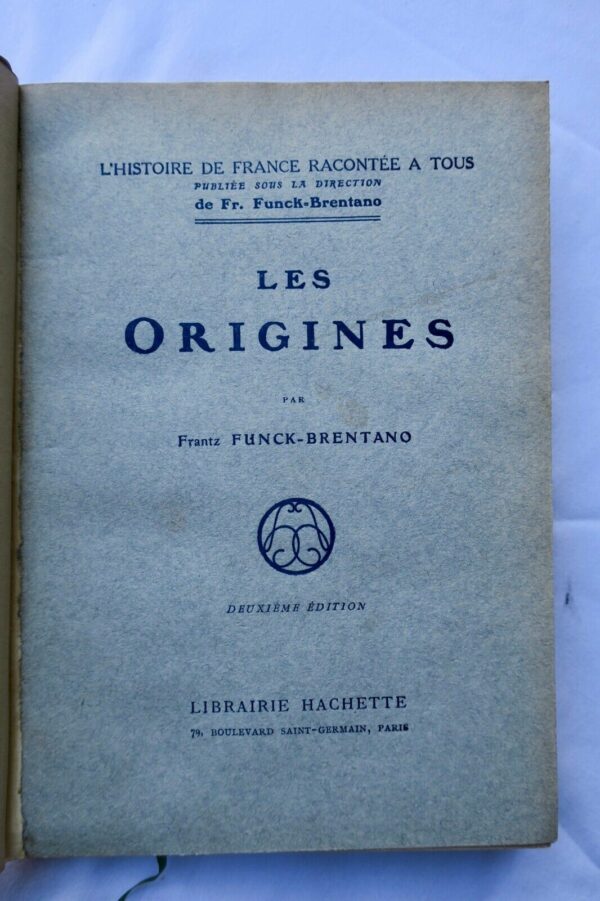 L'HISTOIRE DE FRANCE RACONTÉE A TOUS
PUBLIÉE SOUS LA DIRECTION
de Fr. Funck-Brentano
LES
ORIGINES
PAR
Frantz FUNCK-BRENTANO
DEUXIÈME ÉDITION
LIBRAIRIE HACHETTE
79, BOULEVARD SAINT-GERMAIN, PARIS